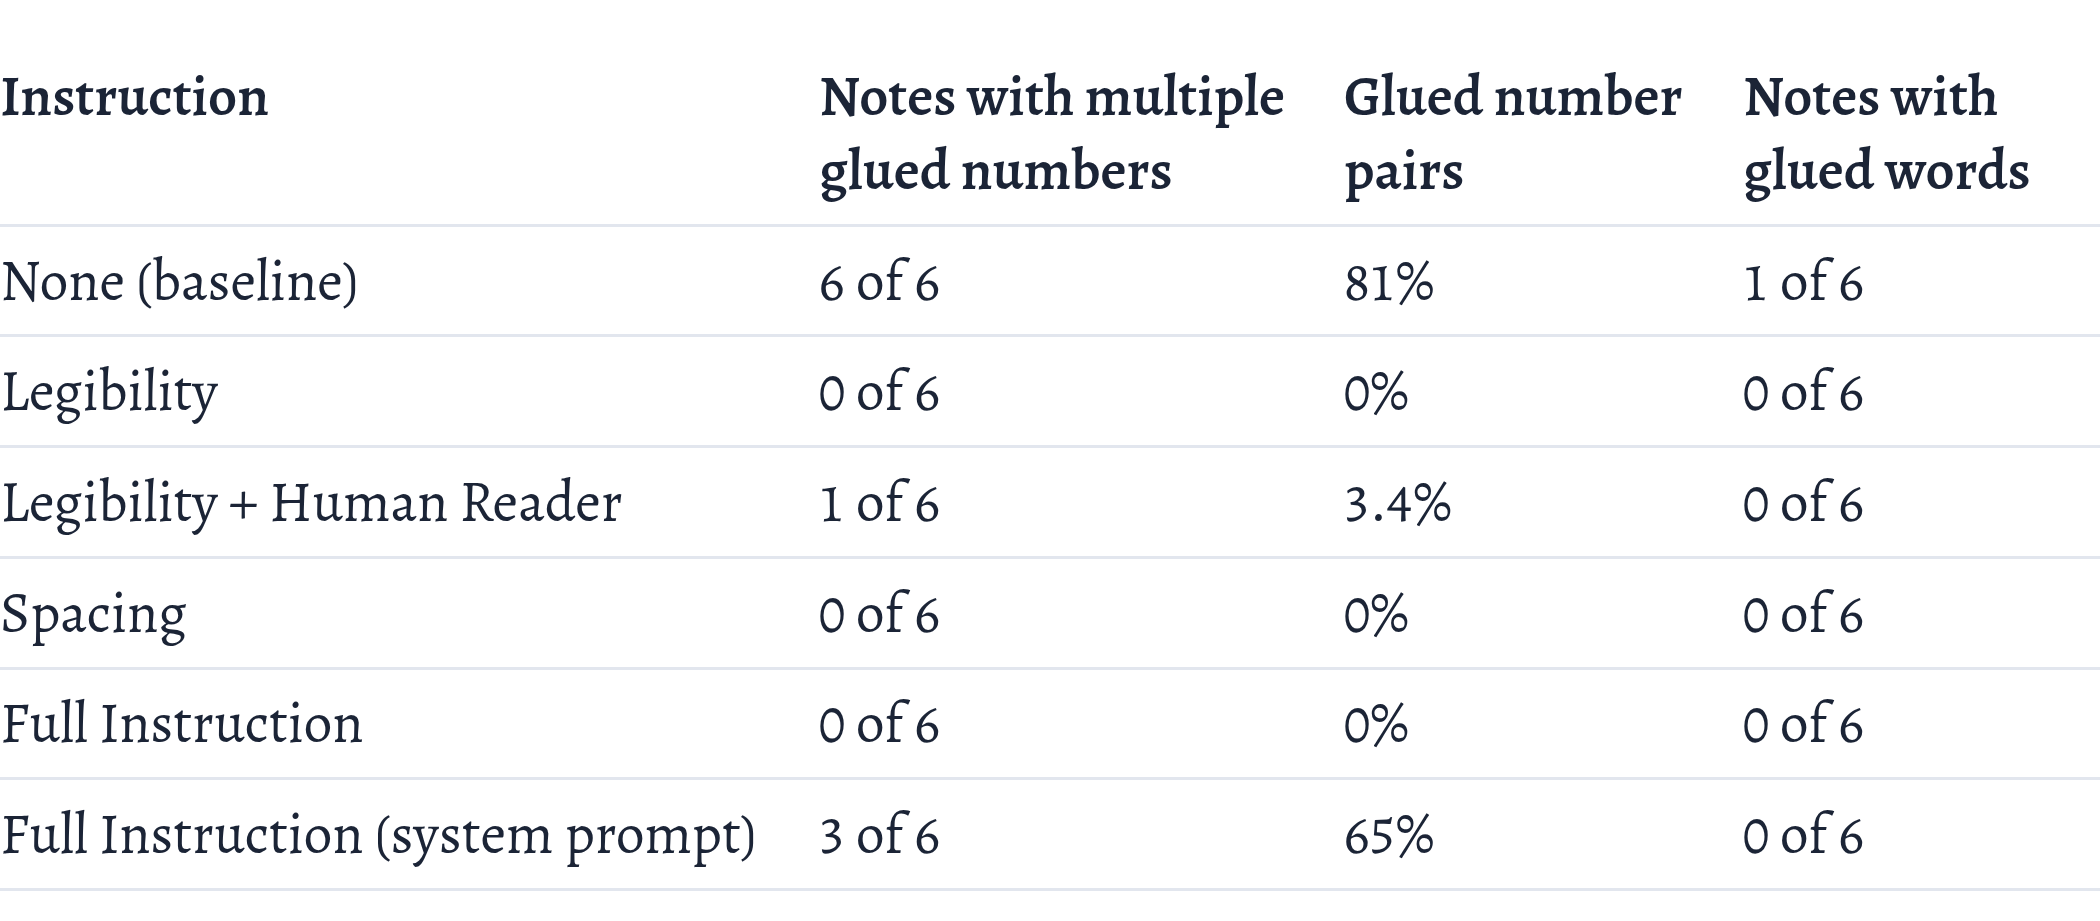 Instruction Notes with multiple Glued number Notes with
glued numbers pairs glued words
None (baseline) 6 of 6 81% 1 of 6
Legibility 0 of 6 0% 0 of 6
Legibility + Human Reader 1 of 6 3.4% 0 of 6
Spacing 0 of 6 0% 0 of 6
Full Instruction 0 of 6 0% 0 of 6
Full Instruction (system prompt) 3 of 6 65% 0 of 6